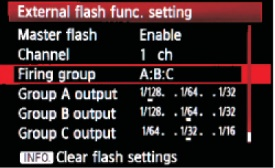 External flash func. setting
Master flash Enable
Channel 1 ch
Firing group A:B:C
Group A output 1/128. . 1/64. . 1/32
Group B output 1/128. . 1/64. . 1/32
Group C output 1/64. . 1/32. . 1/16
INFO. Clear flash settings